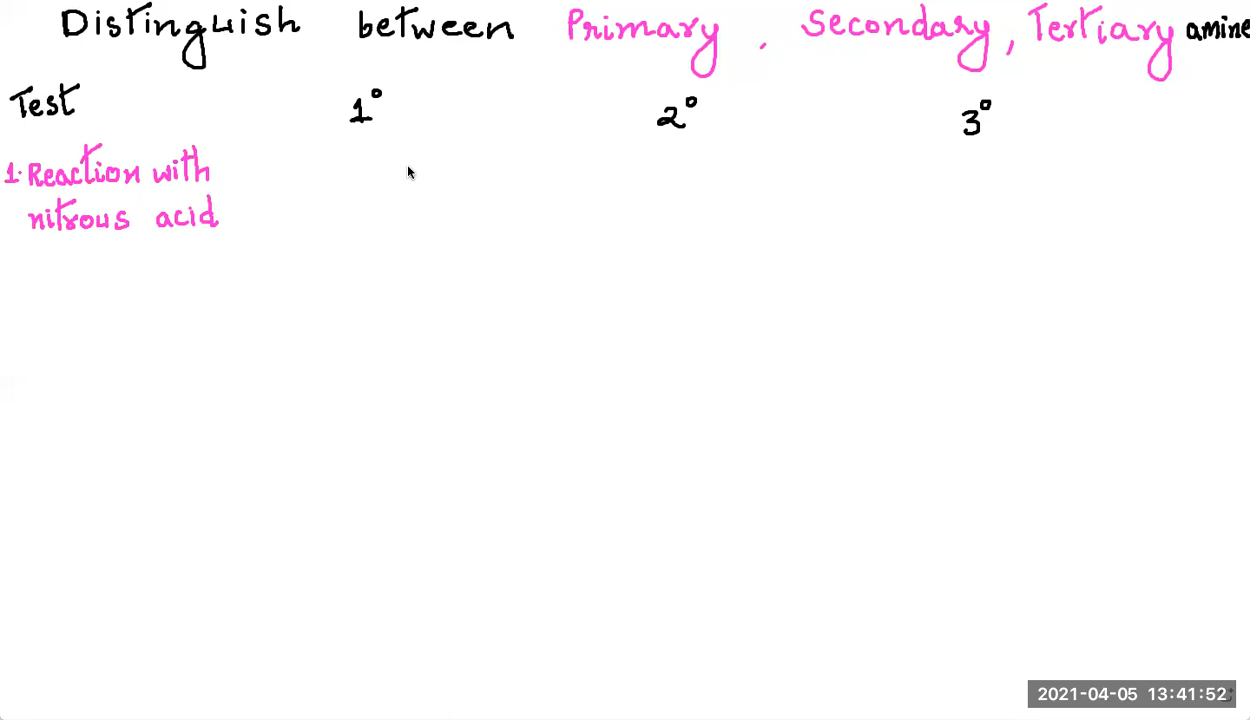 Distinguish between Primary, Secondary, Tertiary amine
Test 1° 2° 3°
1. Reaction with
nitrous acid
2021-04-05 13:41:52